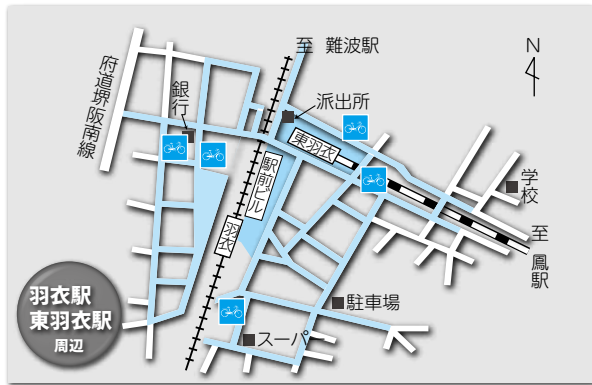 至 難波駅
N
府道堺阪南線
銀行
派出所
東羽衣
学校
駅前ビル
羽衣
至 鳳駅
羽衣駅
東羽衣駅
周辺
駐車場
スーパ